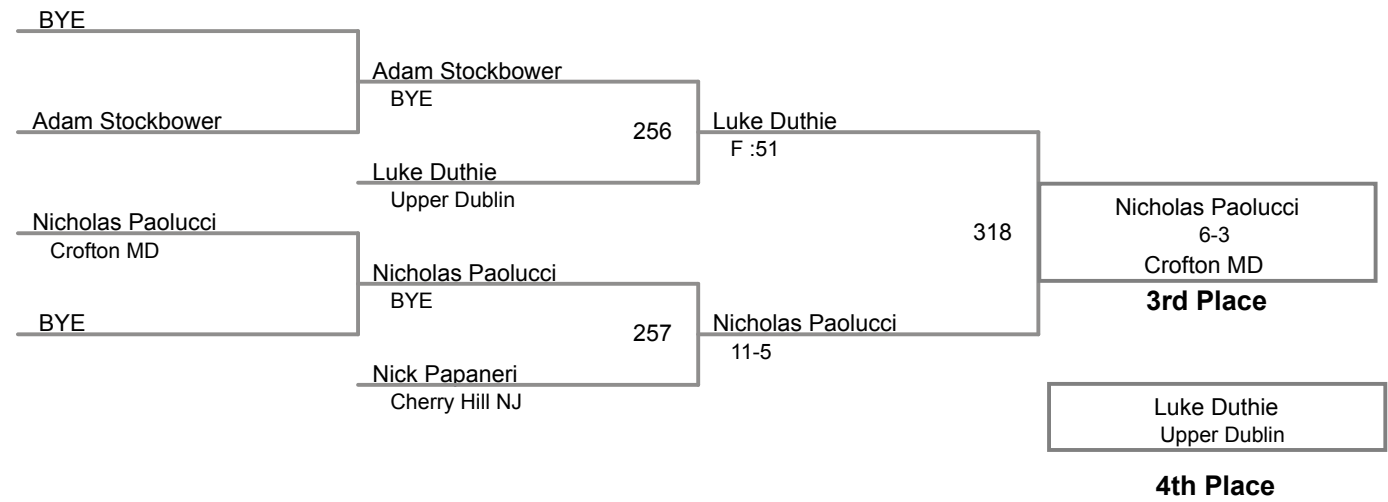 BYE
Adam Stockbower
BYE
Adam Stockbower
256
Luke Duthie
F :51
Luke Duthie
Upper Dublin
Nicholas Paolucci
Crofton MD
318
Nicholas Paolucci
6-3
Crofton MD
3rd Place
Nicholas Paolucci
BYE
BYE
257
Nicholas Paolucci
11-5
Nick Papaneri
Cherry Hill NJ
Luke Duthie
Upper Dublin
4th Place